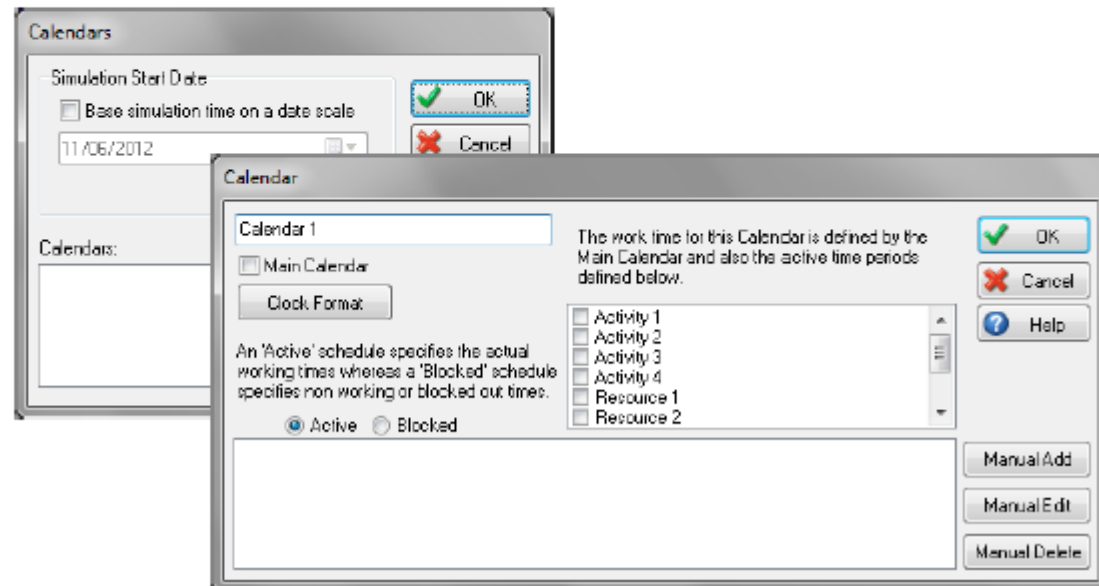 Calendars
Simulation Start Date
Base simulation time on a date scale
11/06/2012
OK
Cancel
Calendars:
Calendar
Calendar 1
Main Calendar
Clock Format
An 'Active' schedule specifies the actual
working times whereas a 'Blocked' schedule
specifies non working or blocked out times.
Active
Blocked
The work time for this Calendar is defined by the
Main Calendar and also the active time periods
defined below.
Activity 1
Activity 2
Activity 3
Activity 4
Resource 1
Resource 2
OK
Cancel
Help
Manual Add
Manual Edit
Manual Delete